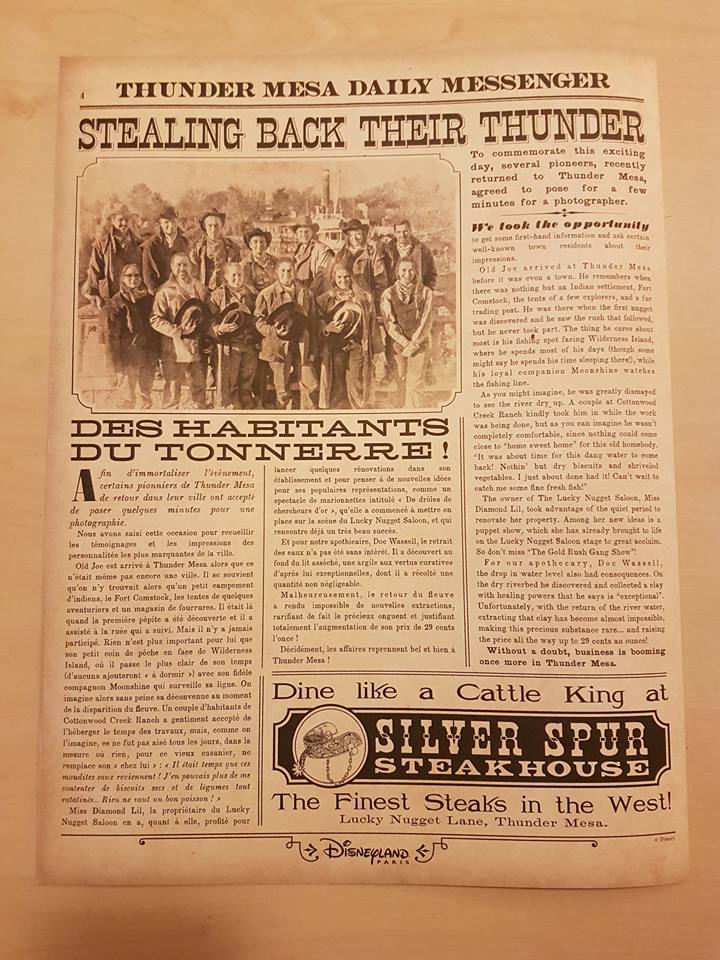 4
THUNDER MESA DAILY MESSENGER
STEALING BACK THEIR THUNDER
To commemorate this exciting
day, several pioneers, recently
returned to Thunder Mesa,
agreed to pose for a few
minutes for a photographer.
We took the opportunity
to get some first-hand information and ask certain
well-known town residents about their
impressions.
Old Joe arrived at Thunder Mesa
before it was even a town. He remembers when
there was nothing but an Indian settlement, Fort
Comstock, the tents of a few explorers, and a fur
trading post. He was there when the first nugget
was discovered and he saw the rush that followed,
but he never took part. The thing he cares about
most is his fishing spot facing Wilderness Island,
where he spends most of his days (though some
might say he spends his time sleeping there!), while
his loyal companion Moonshine watches
the fishing line.
As you might imagine, he was greatly dismayed
to see the river dry up. A couple at Cottonwood
Creek Ranch kindly took him in while the work
was being done, but as you can imagine he wasn't
completely comfortable, since nothing could come
close to "home sweet home" for this old homebody.
"It was about time for this dang water to come
back! Nothin' but dry biscuits and shriveled
vegetables. I just about done had it! Can't wait to
catch me some fine fresh fish!"
The owner of The Lucky Nugget Saloon, Miss
Diamond Lil, took advantage of the quiet period to
renovate her property. Among her new ideas is a
puppet show, which she has already brought to life
on the Lucky Nugget Saloon stage to great acclaim.
So don't miss "The Gold Rush Gang Show"!
For our apothecary, Doc Wassell,
the drop in water level also had consequences. On
the dry riverbed he discovered and collected a clay
with healing powers that he says is "exceptional".
Unfortunately, with the return of the river water,
extracting that clay has become almost impossible,
making this precious substance rare... and raising
the price all the way up to 29 cents an ounce!
Without a doubt, business is booming
once more in Thunder Mesa.
DES HABITANTS
DU TONNERRE !
Afin d'immortaliser l'évènement,
certains pionniers de Thunder Mesa
de retour dans leur ville ont accepté
de poser quelques minutes pour une
photographie.
Nous avons saisi cette occasion pour recueillir
les témoignages et les impressions des
personnalités les plus marquantes de la ville.
Old Joe est arrivé à Thunder Mesa alors que ce
n'était même pas encore une ville. Il se souvient
qu'on n'y trouvait alors qu'un petit campement
d'indiens, le Fort Comstock, les tentes de quelques
aventuriers et un magasin de fourrures. Il était là
quand la première pépite a été découverte et il a
assisté à la ruée qui a suivi. Mais il n'y a jamais
participé. Rien n'est plus important pour lui que
son petit coin de pêche en face de Wilderness
Island, où il passe le plus clair de son temps
(d'aucuns ajouteront « à dormir ») avec son fidèle
compagnon Moonshine qui surveille sa ligne. On
imagine alors sans peine sa déconvenue au moment
de la disparition du fleuve. Un couple d'habitants de
Cottonwood Creek Ranch a gentiment accepté de
l'héberger le temps des travaux, mais, comme on
l'imagine, ce ne fut pas aisé tous les jours, dans la
mesure où rien, pour ce vieux casanier, ne
remplace son « chez lui » : « Il était temps que ces
maudites eaux reviennent ! J'en pouvais plus de me
contenter de biscuits secs et de légumes tout
ratatinés... Rien ne vaut un bon poisson ! »
Miss Diamond Lil, la propriétaire du Lucky
Nugget Saloon en a, quant à elle, profité pour
lancer quelques rénovations dans son
établissement et pour penser à de nouvelles idées
pour ses populaires représentations, comme un
spectacle de marionnettes intitulé « De drôles de
chercheurs d'or », qu'elle a commencé à mettre en
place sur la scène du Lucky Nugget Saloon, et qui
rencontre déjà un très beau succès.
Et pour notre apothicaire, Doc Wassell, le retrait
des eaux n'a pas été sans intérêt. Il a découvert au
fond du lit asséché, une argile aux vertus curatives
d'après lui exceptionnelles, dont il a récolté une
quantité non négligeable.
Malheureusement, le retour du fleuve
a rendu impossible de nouvelles extractions,
rarifiant de fait le précieux onguent et justifiant
totalement l'augmentation de son prix de 29 cents
l'once !
Décidément, les affaires reprennent bel et bien à
Thunder Mesa !
Dine like a Cattle King at
SILVER SPUR
STEAKHOUSE
The Finest Steaks in the West!
Lucky Nugget Lane, Thunder Mesa.
© Disney
DISNEYLAND
PARIS